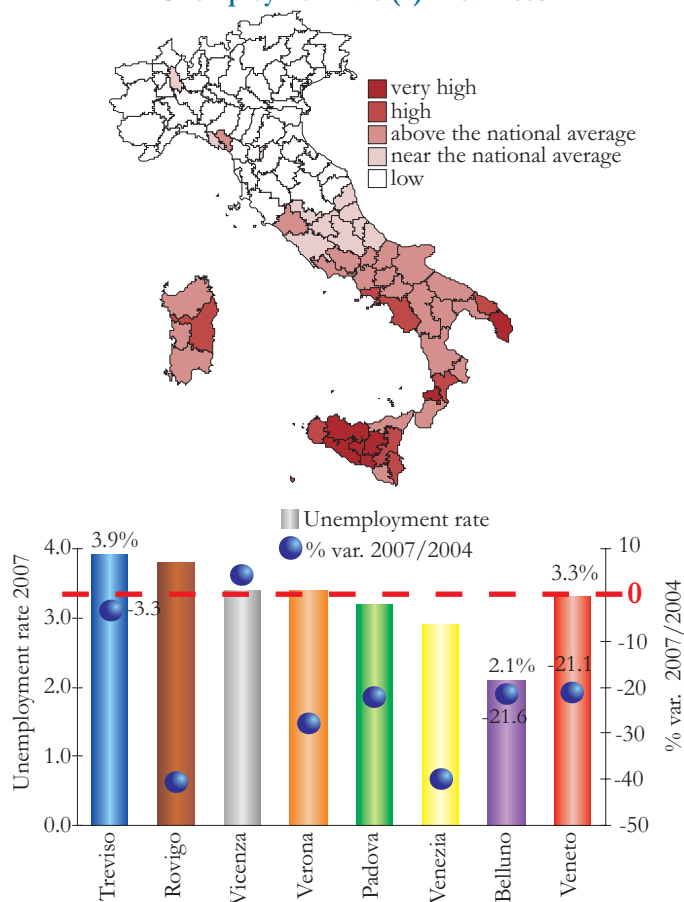 very high
high
above the national average
near the national average
low
Unemployment rate
% var. 2007/2004
Unemployment rate 2007
4.0
3.0
2.0
1.0
0.0
3.9%
-3.3
2.1%
-21.6
3.3%
-21.1
10
0
-10
-20
-30
-40
-50
% var. 2007/2004
Treviso
Rovigo
Vicenza
Verona
Padova
Venezia
Belluno
Veneto